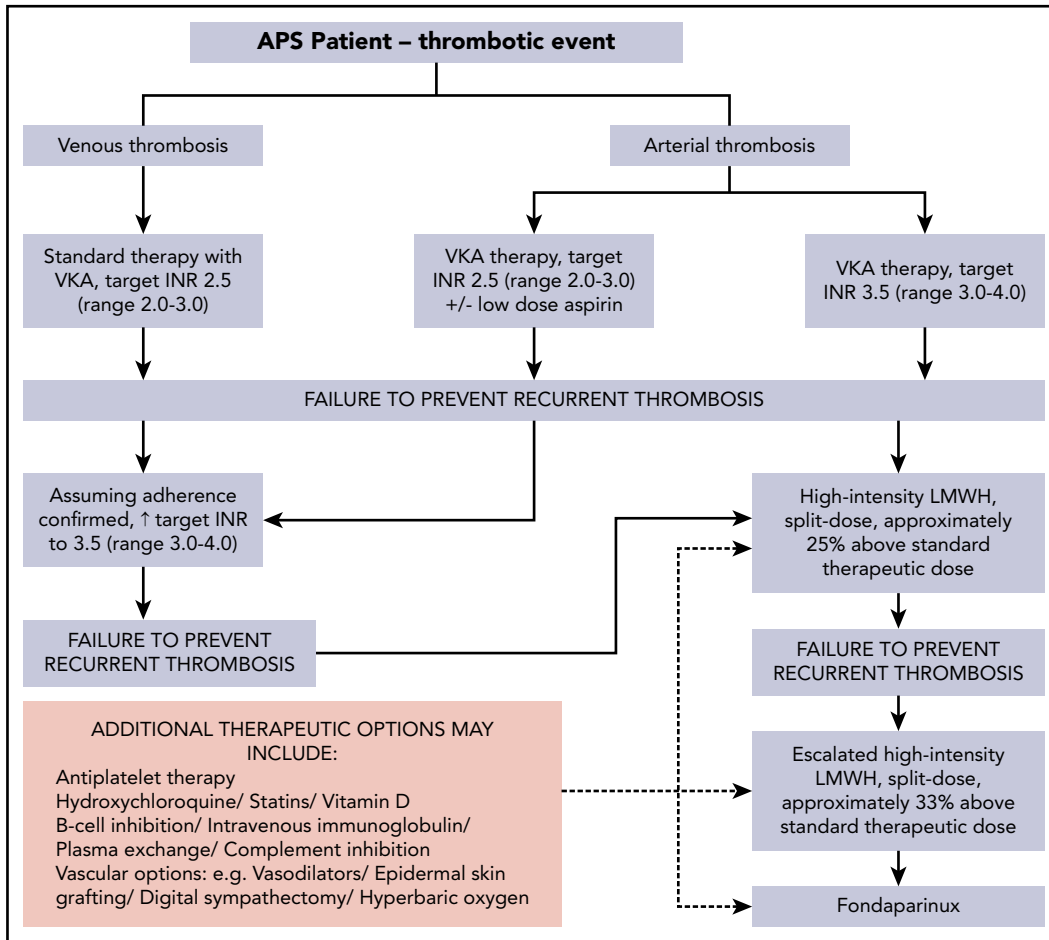 APS Patient – thrombotic event
Venous thrombosis
Arterial thrombosis
Standard therapy with
VKA, target INR 2.5
(range 2.0-3.0)
VKA therapy, target
INR 2.5 (range 2.0-3.0)
+/- low dose aspirin
VKA therapy, target
INR 3.5 (range 3.0-4.0)
FAILURE TO PREVENT RECURRENT THROMBOSIS
Assuming adherence
confirmed, ↑ target INR
to 3.5 (range 3.0-4.0)
High-intensity LMWH,
split-dose, approximately
25% above standard
therapeutic dose
FAILURE TO PREVENT
RECURRENT THROMBOSIS
FAILURE TO PREVENT
RECURRENT THROMBOSIS
ADDITIONAL THERAPEUTIC OPTIONS MAY
INCLUDE:
Antiplatelet therapy
Hydroxychloroquine/ Statins/ Vitamin D
B-cell inhibition/ Intravenous immunoglobulin/
Plasma exchange/ Complement inhibition
Vascular options: e.g. Vasodilators/ Epidermal skin
grafting/ Digital sympathectomy/ Hyperbaric oxygen
Escalated high-intensity
LMWH, split-dose,
approximately 33% above
standard therapeutic dose
Fondaparinux